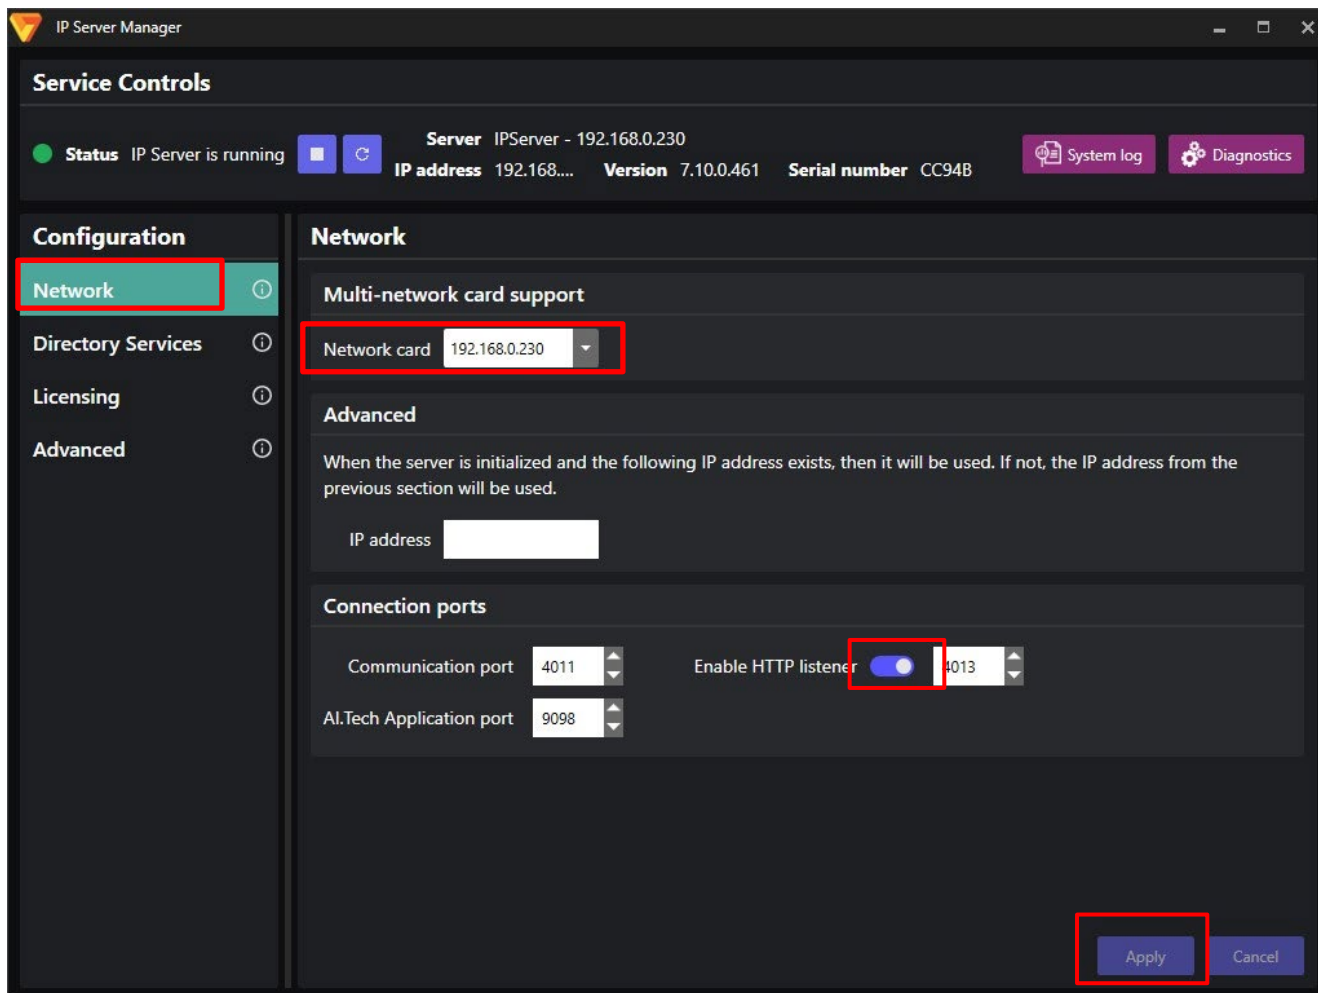 IP Server Manager
Service Controls
Status IP Server is running
Server IPServer - 192.168.0.230
IP address 192.168.... Version 7.10.0.461 Serial number CC94B
System log
Diagnostics
Configuration
Network
Directory Services
Licensing
Advanced
Network
Multi-network card support
Network card 192.168.0.230
Advanced
When the server is initialized and the following IP address exists, then it will be used. If not, the IP address from the
previous section will be used.
IP address
Connection ports
Communication port 4011 Enable HTTP listener 4013
AI.Tech Application port 9098
Apply Cancel